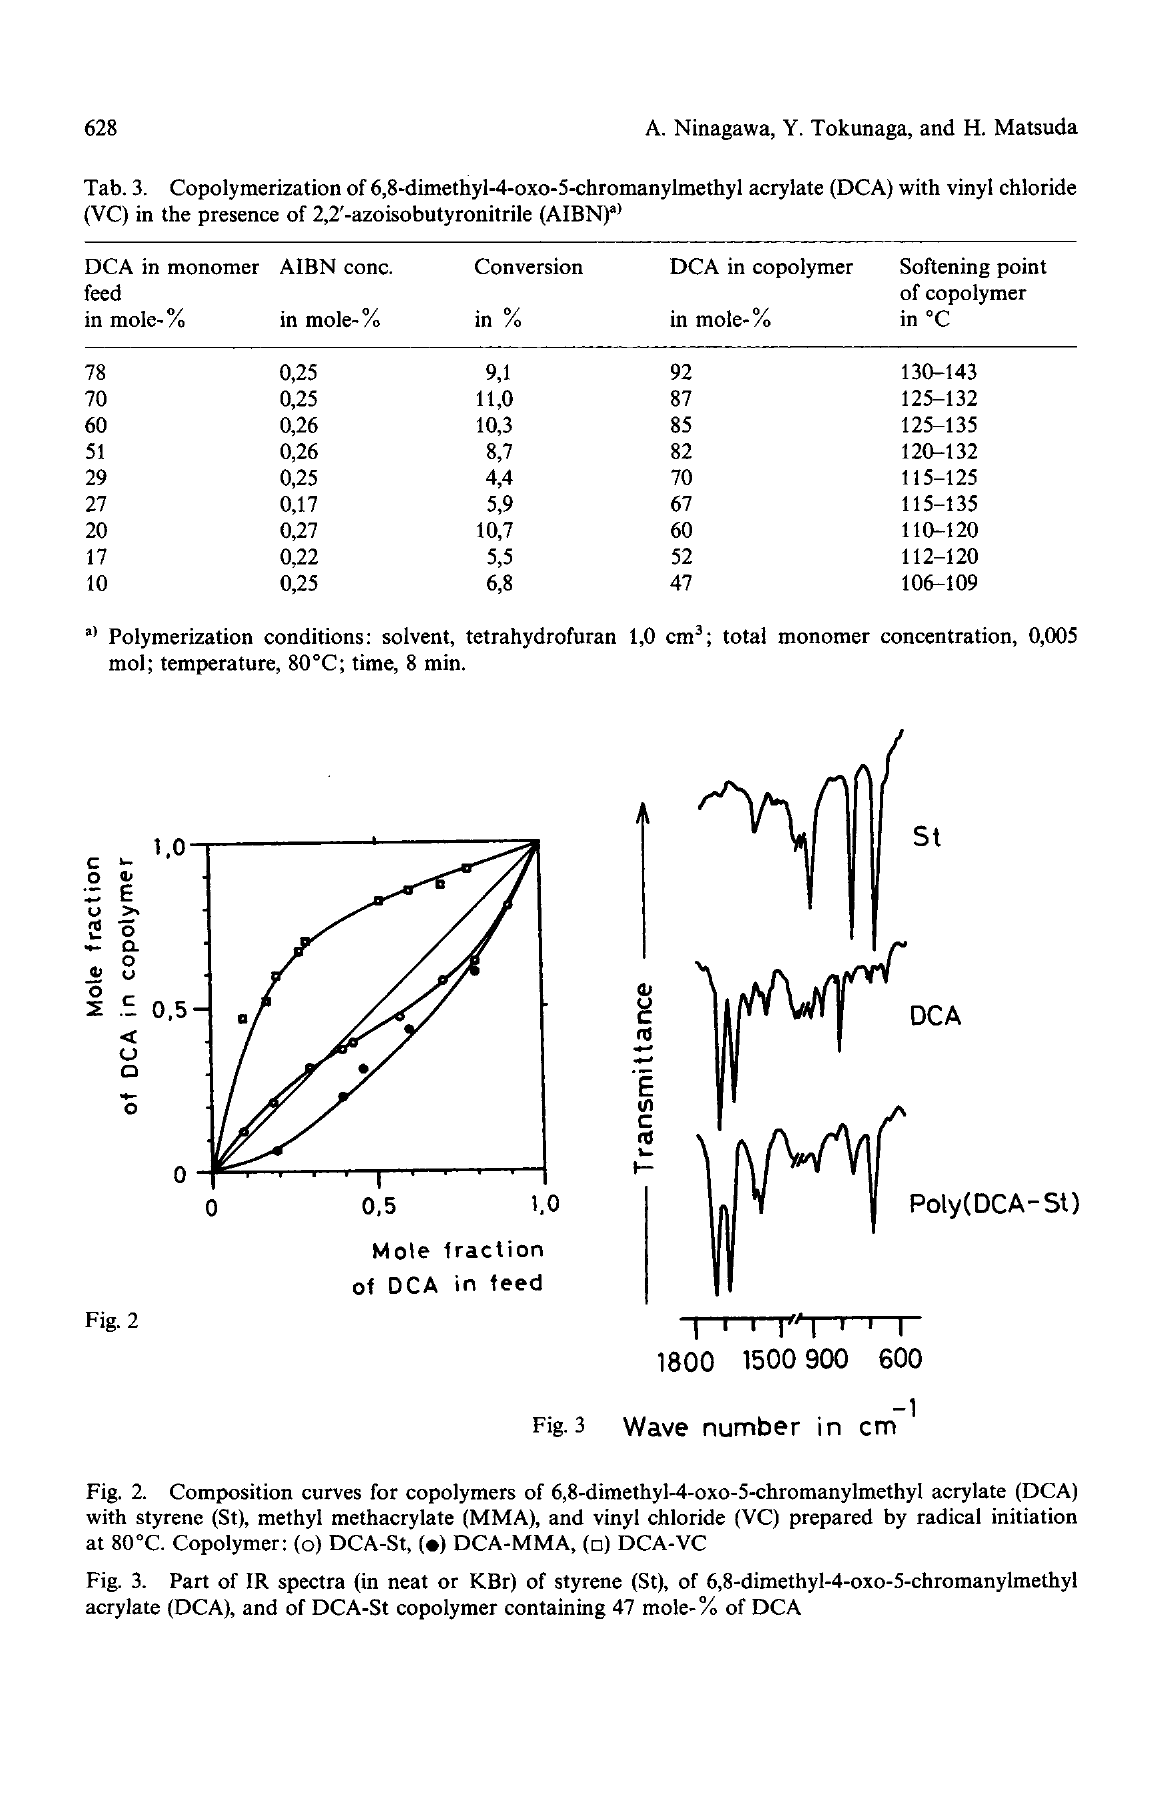 628 A. Ninagawa, Y. Tokunaga, and H. Matsuda
Tab. 3. Copolymerization of 6,8-dimethyl-4-oxo-5-chromanylmethyl acrylate (DCA) with vinyl chloride
(VC) in the presence of 2,2′-azoisobutyronitrile (AIBN)a)
DCA in monomer AIBN conc. Conversion DCA in copolymer Softening point
feed of copolymer
in mole-% in mole-% in % in mole-% in °C
78 0,25 9,1 92 130–143
70 0,25 11,0 87 125–132
60 0,26 10,3 85 125–135
51 0,26 8,7 82 120–132
29 0,25 4,4 70 115–125
27 0,17 5,9 67 115–135
20 0,27 10,7 60 110–120
17 0,22 5,5 52 112–120
10 0,25 6,8 47 106–109
a) Polymerization conditions: solvent, tetrahydrofuran 1,0 cm³; total monomer concentration, 0,005
mol; temperature, 80°C; time, 8 min.
Mole fraction
of DCA in copolymer
1,0
0,5
0
0 0,5 1,0
Mole fraction
of DCA in feed
Fig. 2
Transmittance
St
DCA
Poly(DCA-St)
1800 1500 900 600
Fig. 3 Wave number in cm⁻¹
Fig. 2. Composition curves for copolymers of 6,8-dimethyl-4-oxo-5-chromanylmethyl acrylate (DCA)
with styrene (St), methyl methacrylate (MMA), and vinyl chloride (VC) prepared by radical initiation
at 80°C. Copolymer: (o) DCA-St, (●) DCA-MMA, (□) DCA-VC
Fig. 3. Part of IR spectra (in neat or KBr) of styrene (St), of 6,8-dimethyl-4-oxo-5-chromanylmethyl
acrylate (DCA), and of DCA-St copolymer containing 47 mole-% of DCA